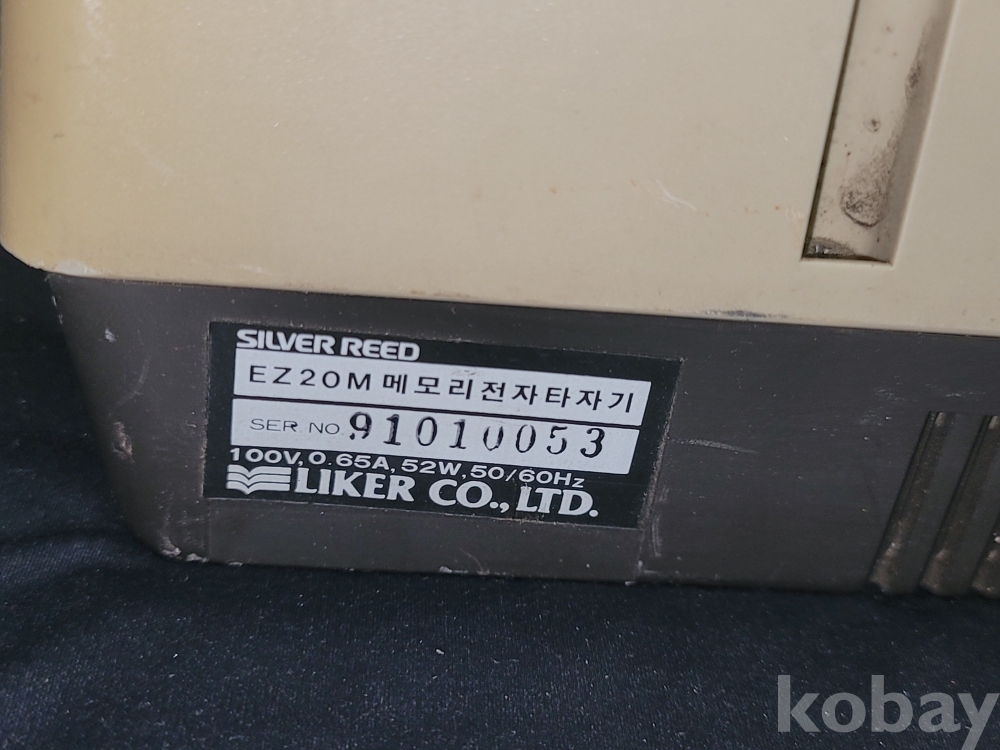 SILVER REED
EZ20M 메모리전자타자기
SER NO. 91010053
100V, 0.65A, 52W, 50/60Hz
LIKER CO., LTD.
kobay